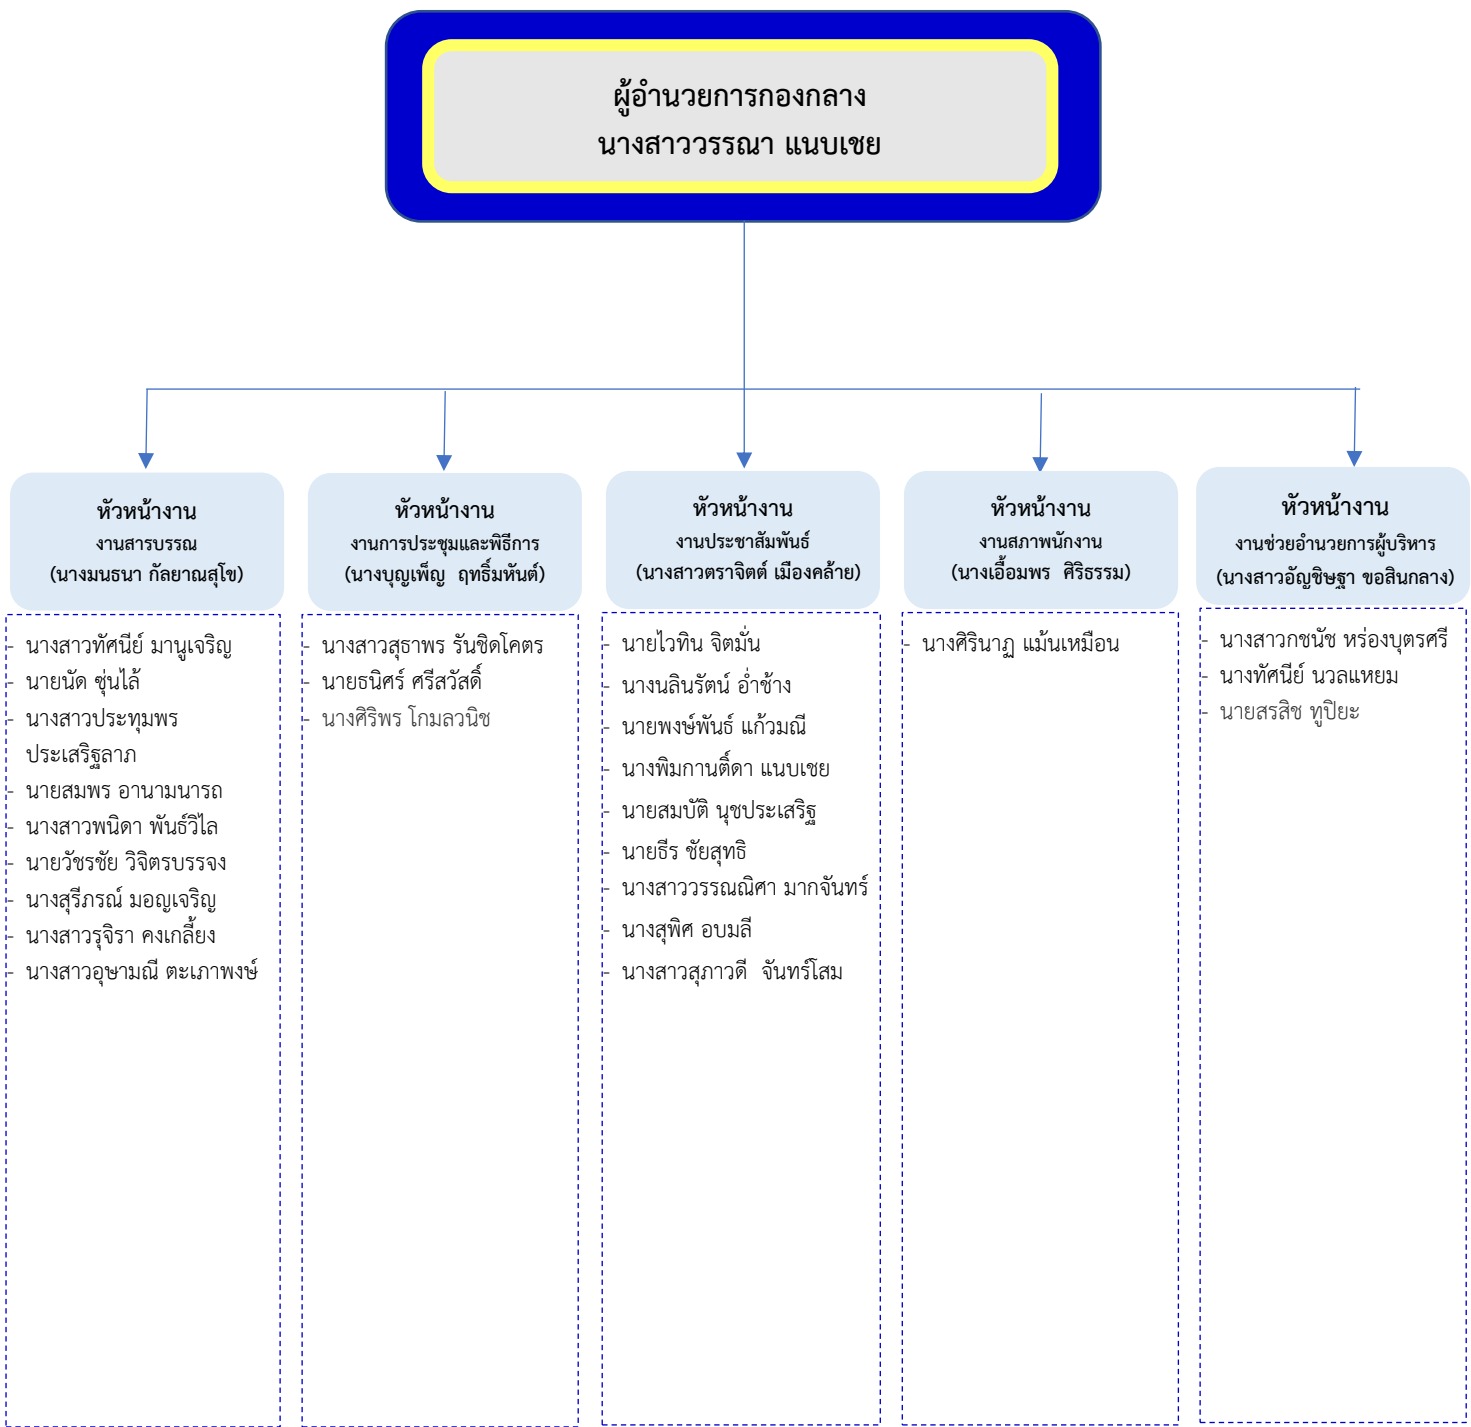 ผู้อำนวยการกองกลาง
นางสาววรรณา แนบเชย
หัวหน้างาน
งานสารบรรณ
(นางมนธนา กัลยาณสุโข)
- นางสาวทัศนีย์ มานูเจริญ
- นายนัด ซุ่นไล้
- นางสาวประทุมพร
ประเสริฐลาภ
- นายสมพร อานามนารถ
- นางสาวพนิดา พันธ์วิไล
- นายวัชรชัย วิจิตรบรรจง
- นางสุรีภรณ์ มอญเจริญ
- นางสาวรุจิรา คงเกลี้ยง
- นางสาวอุษามณี ตะเภาพงษ์
หัวหน้างาน
งานการประชุมและพิธีการ
(นางบุญเพ็ญ ฤทธิ์มหันต์)
- นางสาวสุธาพร รันชิดโคตร
- นายธนิศร์ ศรีสวัสดิ์
- นางศิริพร โกมลวนิช
หัวหน้างาน
งานประชาสัมพันธ์
(นางสาวตราจิตต์ เมืองคล้าย)
- นายไวทิน จิตมั่น
- นางนลินรัตน์ อ่ำช้าง
- นายพงษ์พันธ์ แก้วมณี
- นางพิมกานติ์ดา แนบเชย
- นายสมบัติ นุชประเสริฐ
- นายธีร ชัยสุทธิ
- นางสาววรรณณิศา มากจันทร์
- นางสุพิศ อบมลี
- นางสาวสุภาวดี จันทร์โสม
หัวหน้างาน
งานสภาพนักงาน
(นางเอื้อมพร ศิริธรรม)
- นางศิรินาฏ แม้นเหมือน
หัวหน้างาน
งานช่วยอำนวยการผู้บริหาร
(นางสาวอัญชิษฐา ขอสินกลาง)
- นางสาวกชนัช หร่องบุตรศรี
- นางทัศนีย์ นวลแหยม
- นายสรสิช ทูปิยะ